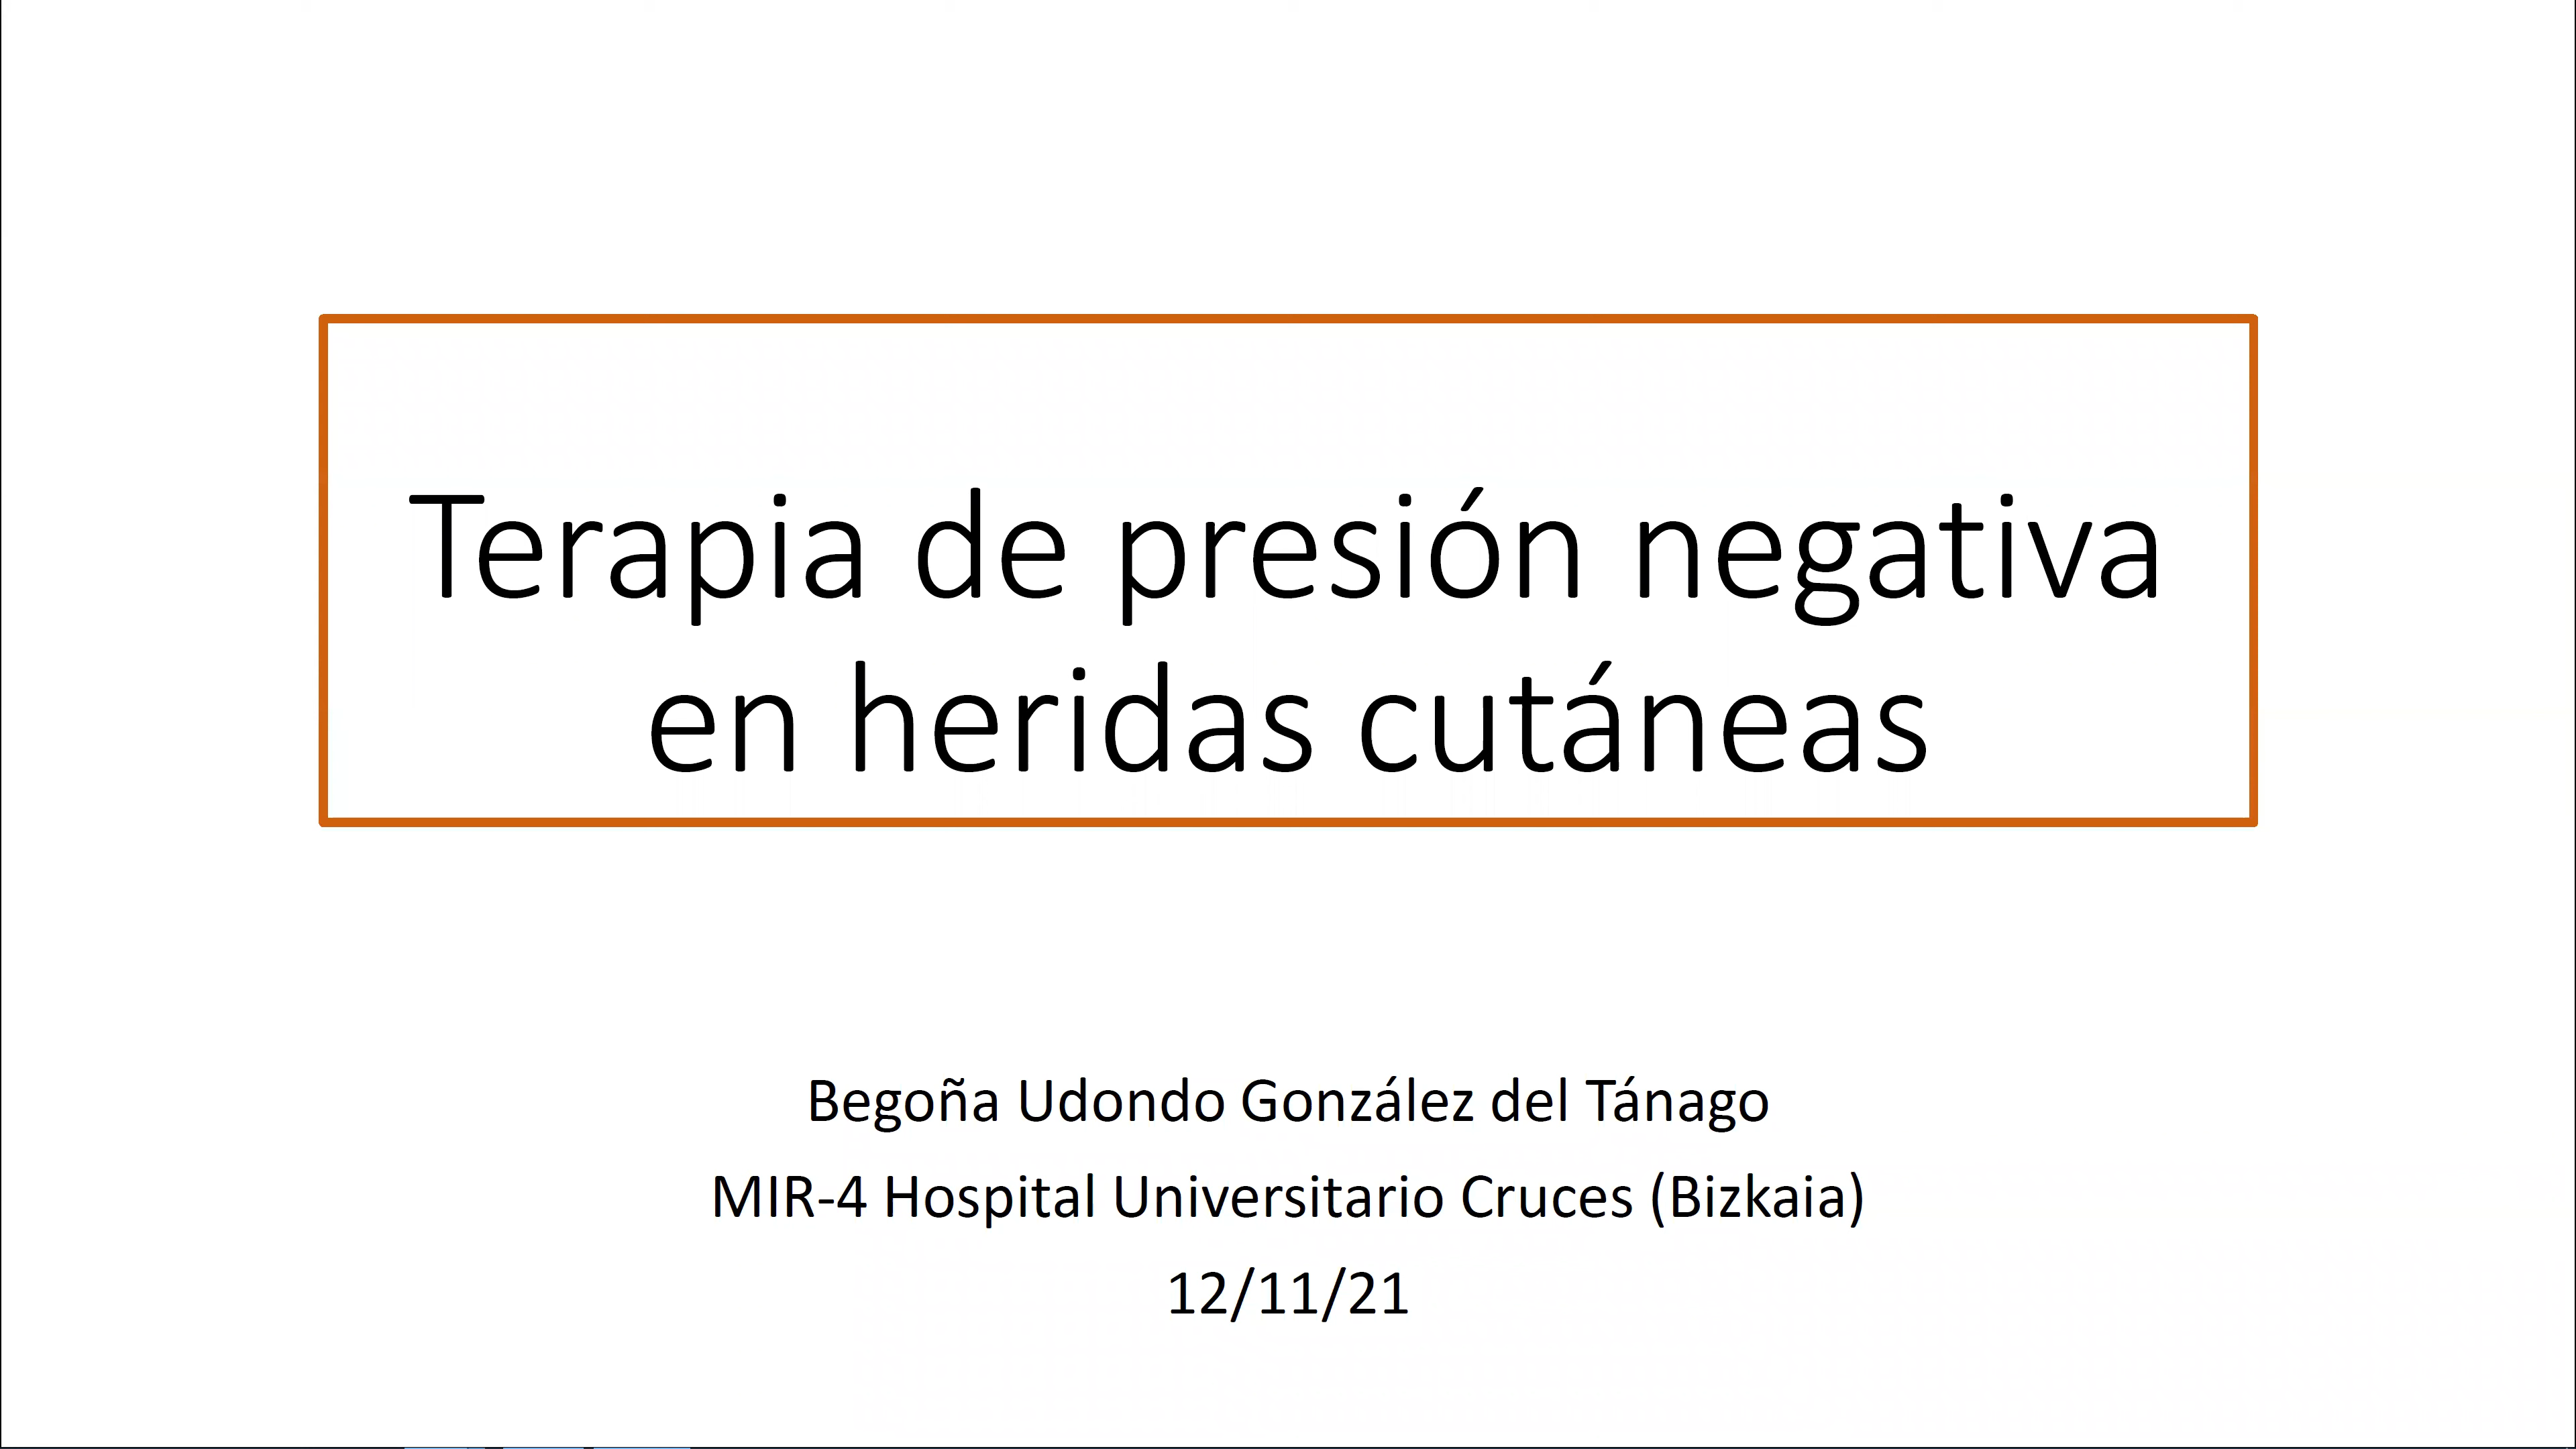 Terapia de presión negativa
en heridas cutáneas
Begoña Udondo González del Tánago
MIR-4 Hospital Universitario Cruces (Bizkaia)
12/11/21